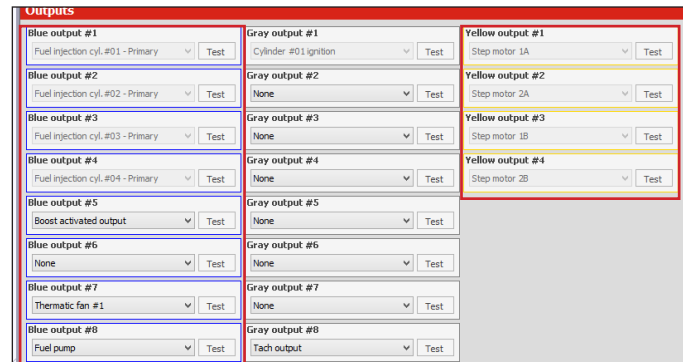 Outputs
Blue output #1
Fuel injection cyl. #01 - Primary Test
Gray output #1
Cylinder #01 ignition Test
Yellow output #1
Step motor 1A Test
Blue output #2
Fuel injection cyl. #02 - Primary Test
Gray output #2
None Test
Yellow output #2
Step motor 2A Test
Blue output #3
Fuel injection cyl. #03 - Primary Test
Gray output #3
None Test
Yellow output #3
Step motor 1B Test
Blue output #4
Fuel injection cyl. #04 - Primary Test
Gray output #4
None Test
Yellow output #4
Step motor 2B Test
Blue output #5
Boost activated output Test
Gray output #5
None Test
Blue output #6
None Test
Gray output #6
None Test
Blue output #7
Thermatic fan #1 Test
Gray output #7
None Test
Blue output #8
Fuel pump Test
Gray output #8
Tach output Test